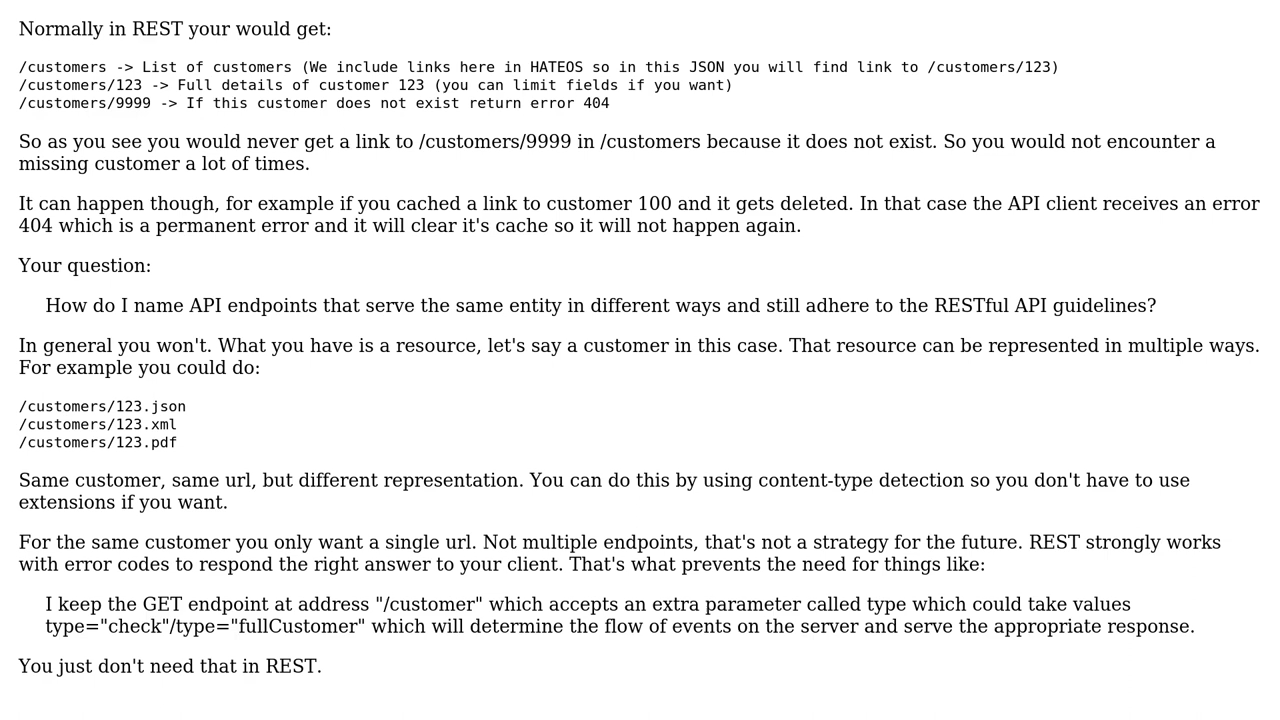 Normally in REST your would get:
/customers -> List of customers (We include links here in HATEOS so in this JSON you will find link to /customers/123)
/customers/123 -> Full details of customer 123 (you can limit fields if you want)
/customers/9999 -> If this customer does not exist return error 404
So as you see you would never get a link to /customers/9999 in /customers because it does not exist. So you would not encounter a
missing customer a lot of times.
It can happen though, for example if you cached a link to customer 100 and it gets deleted. In that case the API client receives an error
404 which is a permanent error and it will clear it's cache so it will not happen again.
Your question:
How do I name API endpoints that serve the same entity in different ways and still adhere to the RESTful API guidelines?
In general you won't. What you have is a resource, let's say a customer in this case. That resource can be represented in multiple ways.
For example you could do:
/customers/123.json
/customers/123.xml
/customers/123.pdf
Same customer, same url, but different representation. You can do this by using content-type detection so you don't have to use
extensions if you want.
For the same customer you only want a single url. Not multiple endpoints, that's not a strategy for the future. REST strongly works
with error codes to respond the right answer to your client. That's what prevents the need for things like:
I keep the GET endpoint at address "/customer" which accepts an extra parameter called type which could take values
type="check"/type="fullCustomer" which will determine the flow of events on the server and serve the appropriate response.
You just don't need that in REST.